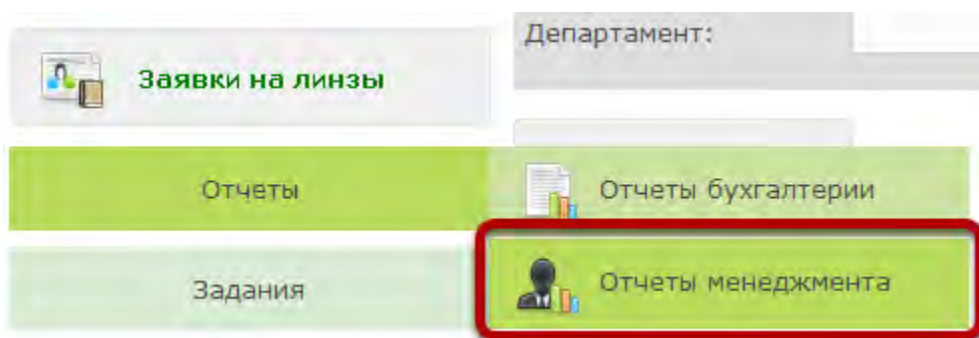 Департамент:
Заявки на линзы
Отчеты
Отчеты бухгалтерии
Задания
Отчеты менеджмента